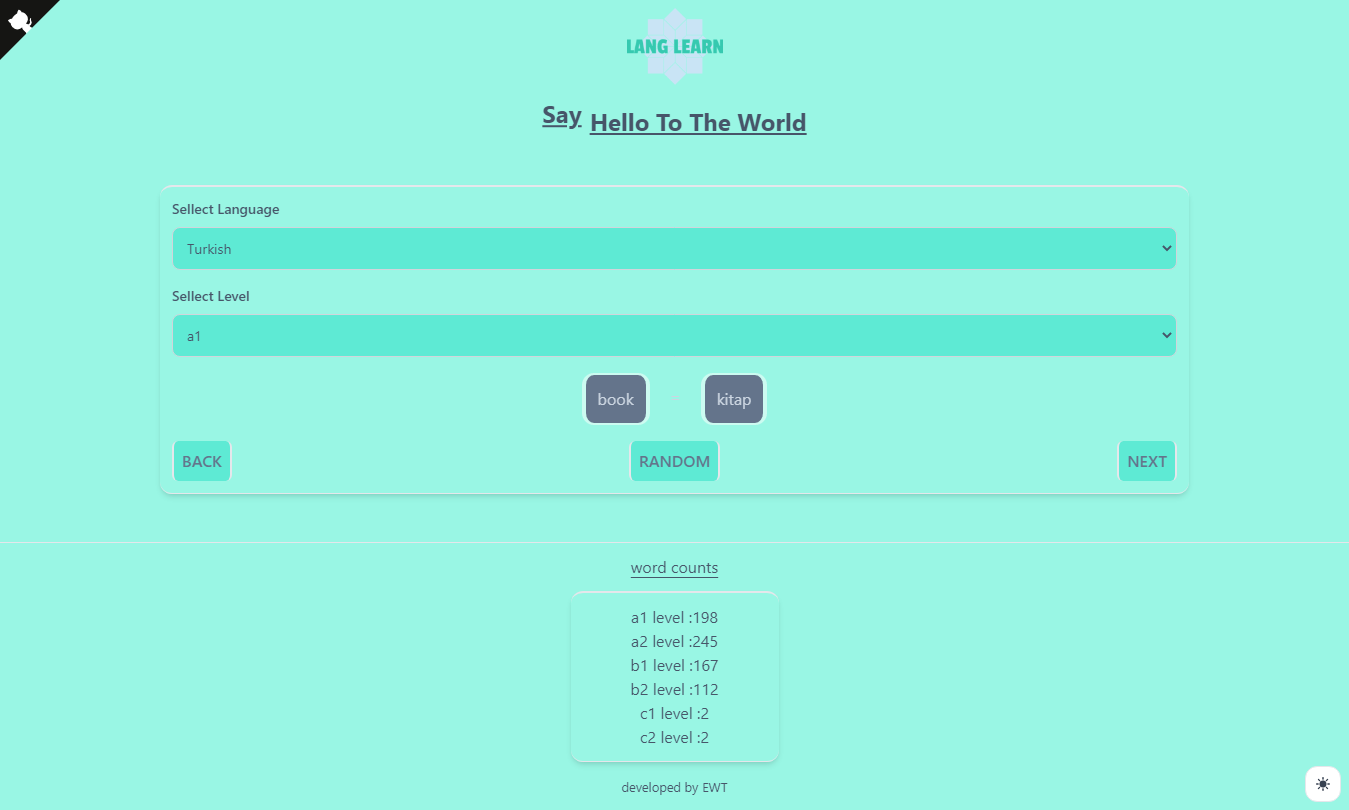 LANG LEARN
Say Hello To The World
Sellect Language
Turkish
Sellect Level
a1
book - kitap
BACK RANDOM NEXT
word counts
a1 level :198
a2 level :245
b1 level :167
b2 level :112
c1 level :2
c2 level :2
developed by EWT